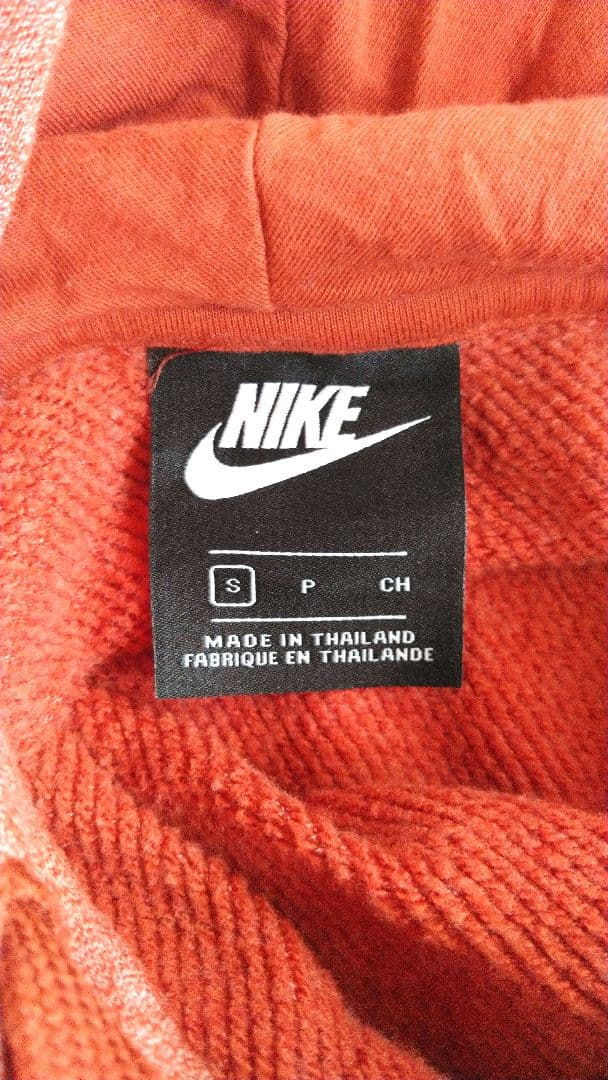 NIKE
S P CH
MADE IN THAILAND
FABRIQUE EN THAILANDE